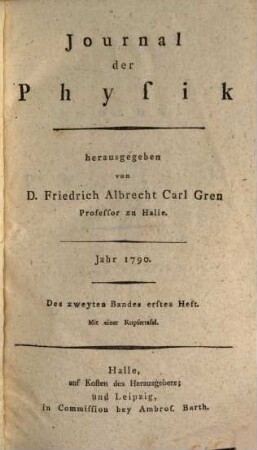 Journal
der
Phyſik
herausgegeben
von
D. Friedrich Albrecht Carl Gren
Profeſſor zu Halle.
Jahr 1790.
Des zweyten Bandes erſtes Heft.
Mit einer Kupfertafel.
Halle,
auf Koſten des Herausgebers;
und Leipzig,
in Commiſſion bey Ambroſ. Barth.